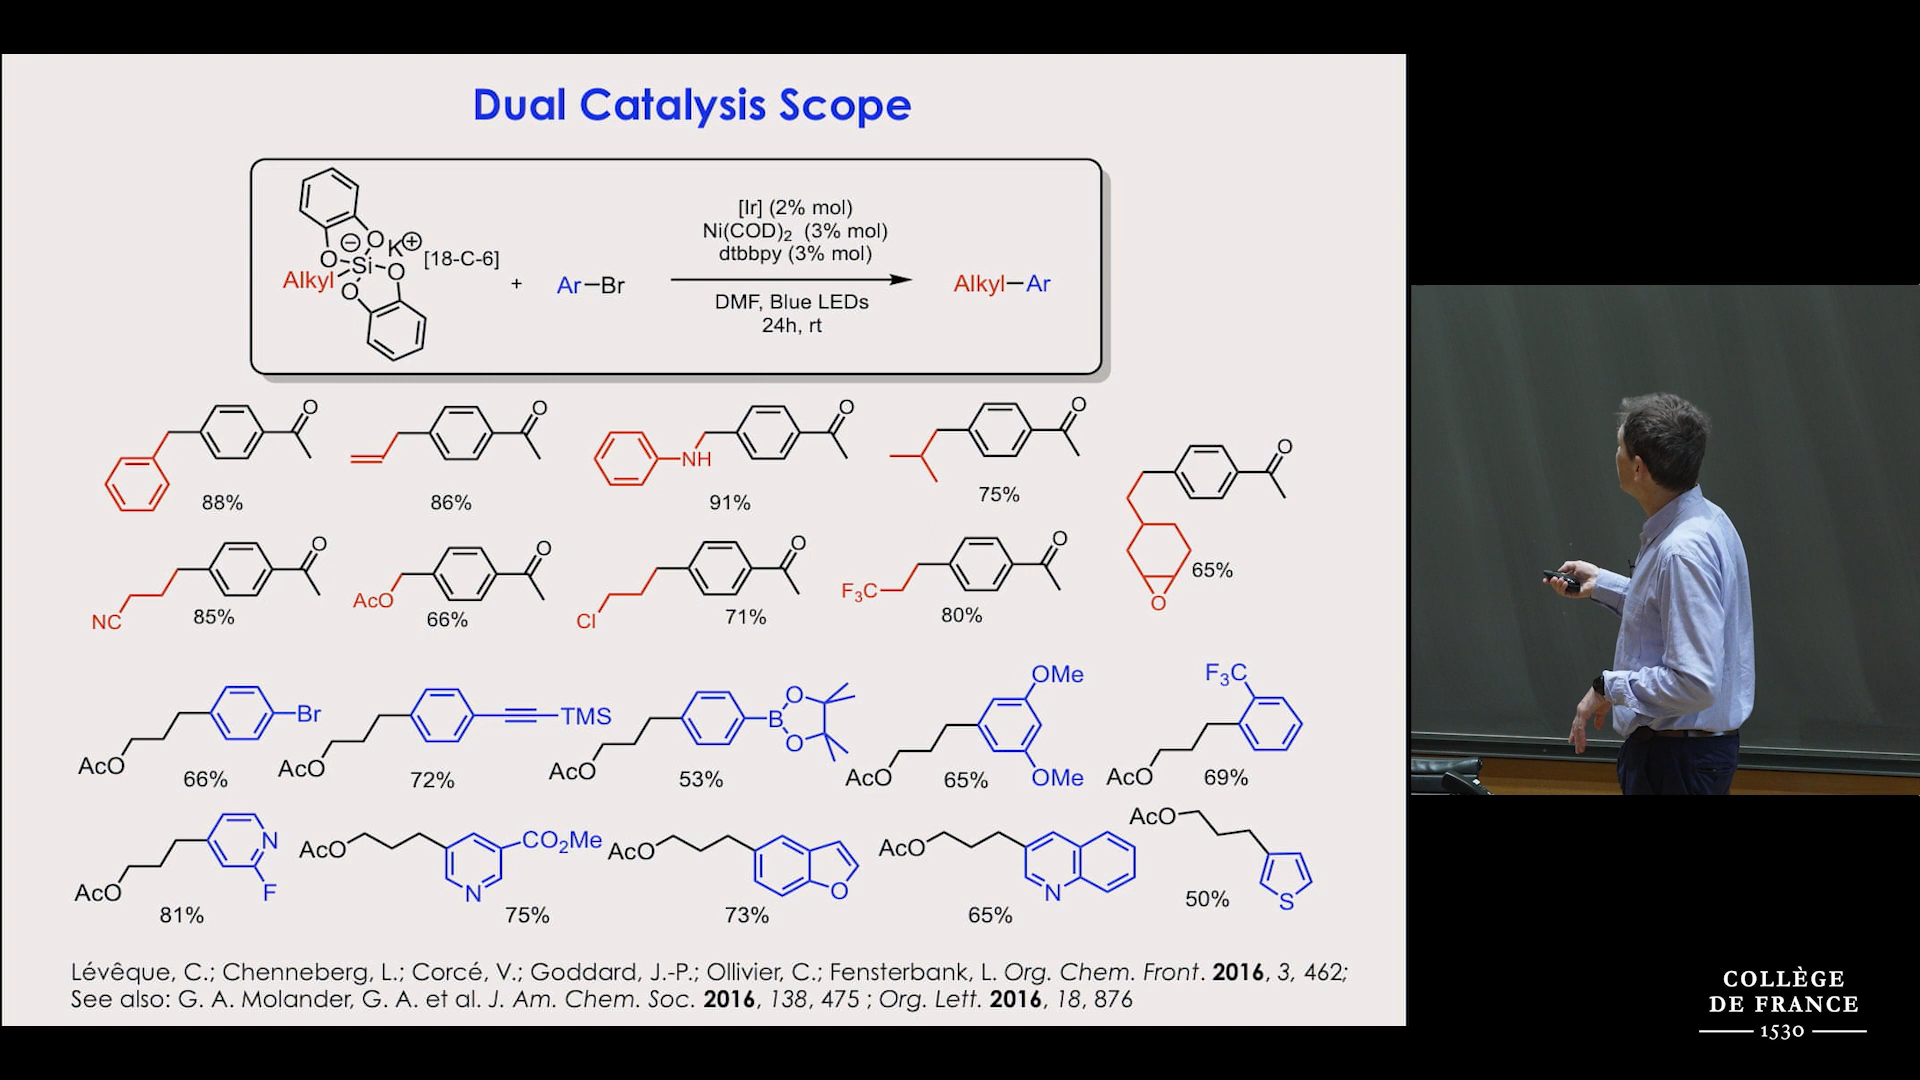 Dual Catalysis Scope
O
O
O
O
Si
Alkyl
K+
[18-C-6]
+
Ar–Br
[Ir] (2% mol)
Ni(COD)2 (3% mol)
dtbbpy (3% mol)
DMF, Blue LEDs
24h, rt
Alkyl–Ar
O
88%
O
86%
NH
O
91%
O
75%
O
O
65%
NC
O
85%
AcO
O
66%
Cl
O
71%
F3C
O
80%
AcO
Br
66%
AcO
TMS
72%
AcO
B
O
O
53%
AcO
OMe
OMe
65%
AcO
F3C
69%
AcO
N
F
81%
AcO
N
CO2Me
75%
AcO
O
73%
AcO
N
65%
AcO
S
50%
Lévêque, C.; Chenneberg, L.; Corcé, V.; Goddard, J.-P.; Ollivier, C.; Fensterbank, L. Org. Chem. Front. 2016, 3, 462;
See also: G. A. Molander, G. A. et al. J. Am. Chem. Soc. 2016, 138, 475 ; Org. Lett. 2016, 18, 876
COLLÈGE
DE FRANCE
1530